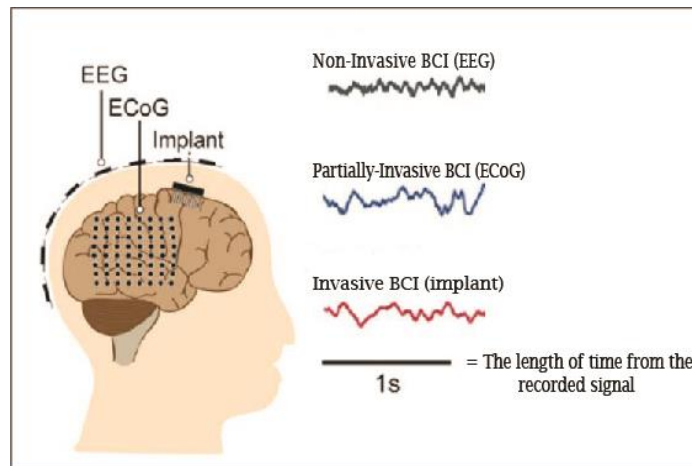 EEG
ECoG
Implant
Non-Invasive BCI (EEG)
Partially-Invasive BCI (ECoG)
Invasive BCI (implant)
1s
= The length of time from the
recorded signal